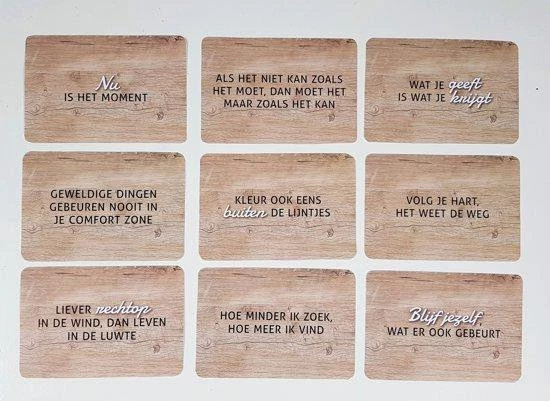 Nu
IS HET MOMENT
ALS HET NIET KAN ZOALS
HET MOET, DAN MOET HET
MAAR ZOALS HET KAN
WAT JE geeft
IS WAT JE krijgt
GEWELDIGE DINGEN
GEBEUREN NOOIT IN
JE COMFORT ZONE
KLEUR OOK EENS
buiten DE LIJNTJES
VOLG JE HART,
HET WEET DE WEG
LIEVER rechtop
IN DE WIND, DAN LEVEN
IN DE LUWTE
HOE MINDER IK ZOEK,
HOE MEER IK VIND
Blijf jezelf,
WAT ER OOK GEBEURT